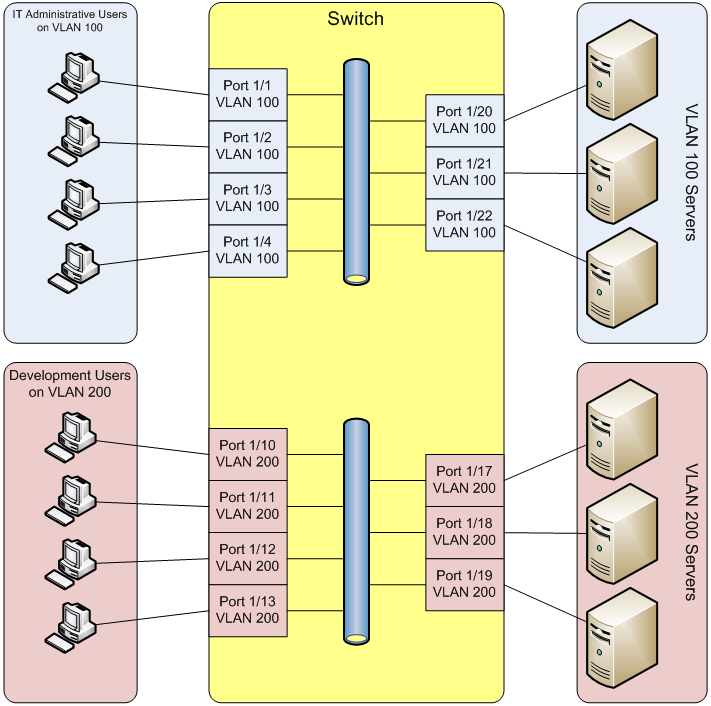 Switch
IT Administrative Users
on VLAN 100
Port 1/1
VLAN 100
Port 1/2
VLAN 100
Port 1/3
VLAN 100
Port 1/4
VLAN 100
Port 1/20
VLAN 100
Port 1/21
VLAN 100
Port 1/22
VLAN 100
VLAN 100 Servers
Development Users
on VLAN 200
Port 1/10
VLAN 200
Port 1/11
VLAN 200
Port 1/12
VLAN 200
Port 1/13
VLAN 200
Port 1/17
VLAN 200
Port 1/18
VLAN 200
Port 1/19
VLAN 200
VLAN 200 Servers